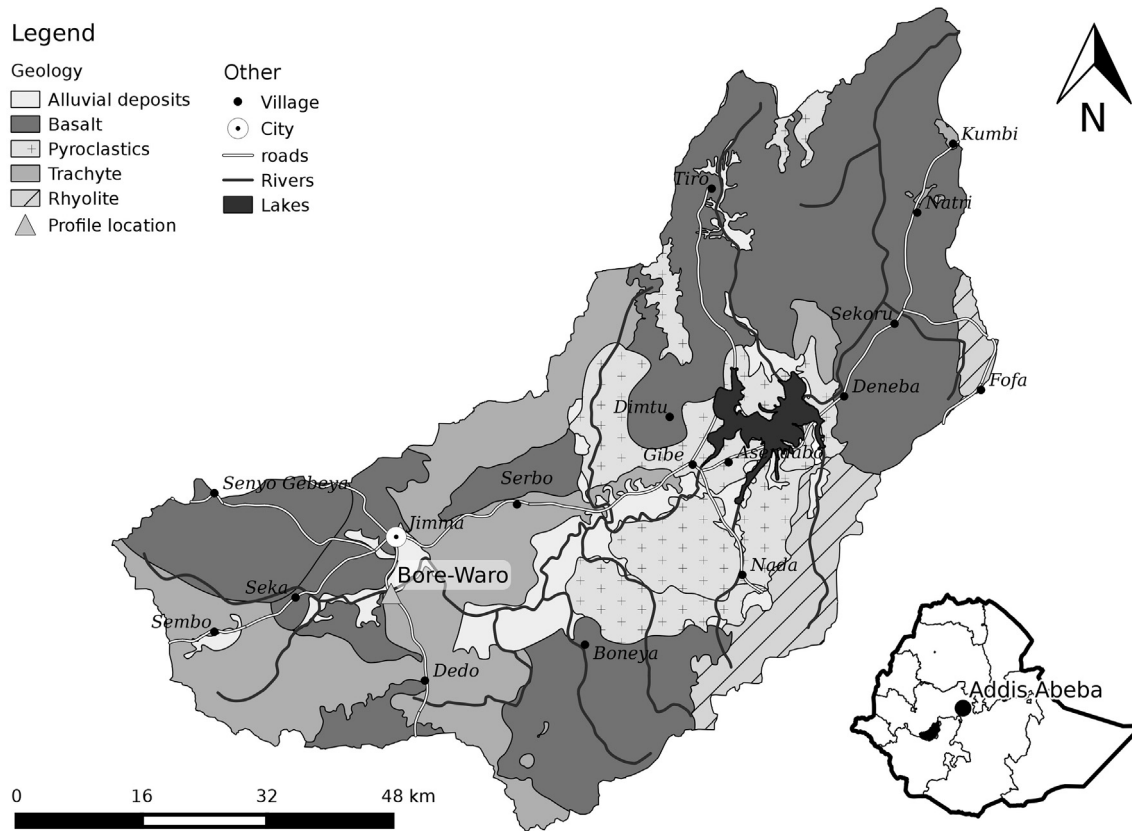 Legend
Geology
Alluvial deposits
Basalt
Pyroclastics
Trachyte
Rhyolite
Profile location
Other
Village
City
roads
Rivers
Lakes
N
Kumbi
Tiro
Natri
Sekoru
Fofa
Deneba
Dimtu
Gibe
Serbo
Senyo Gebeya
Jimma
Bore-Waro
Nada
Seka
Sembo
Boneya
Dedo
Addis Abeba
0 16 32 48 km